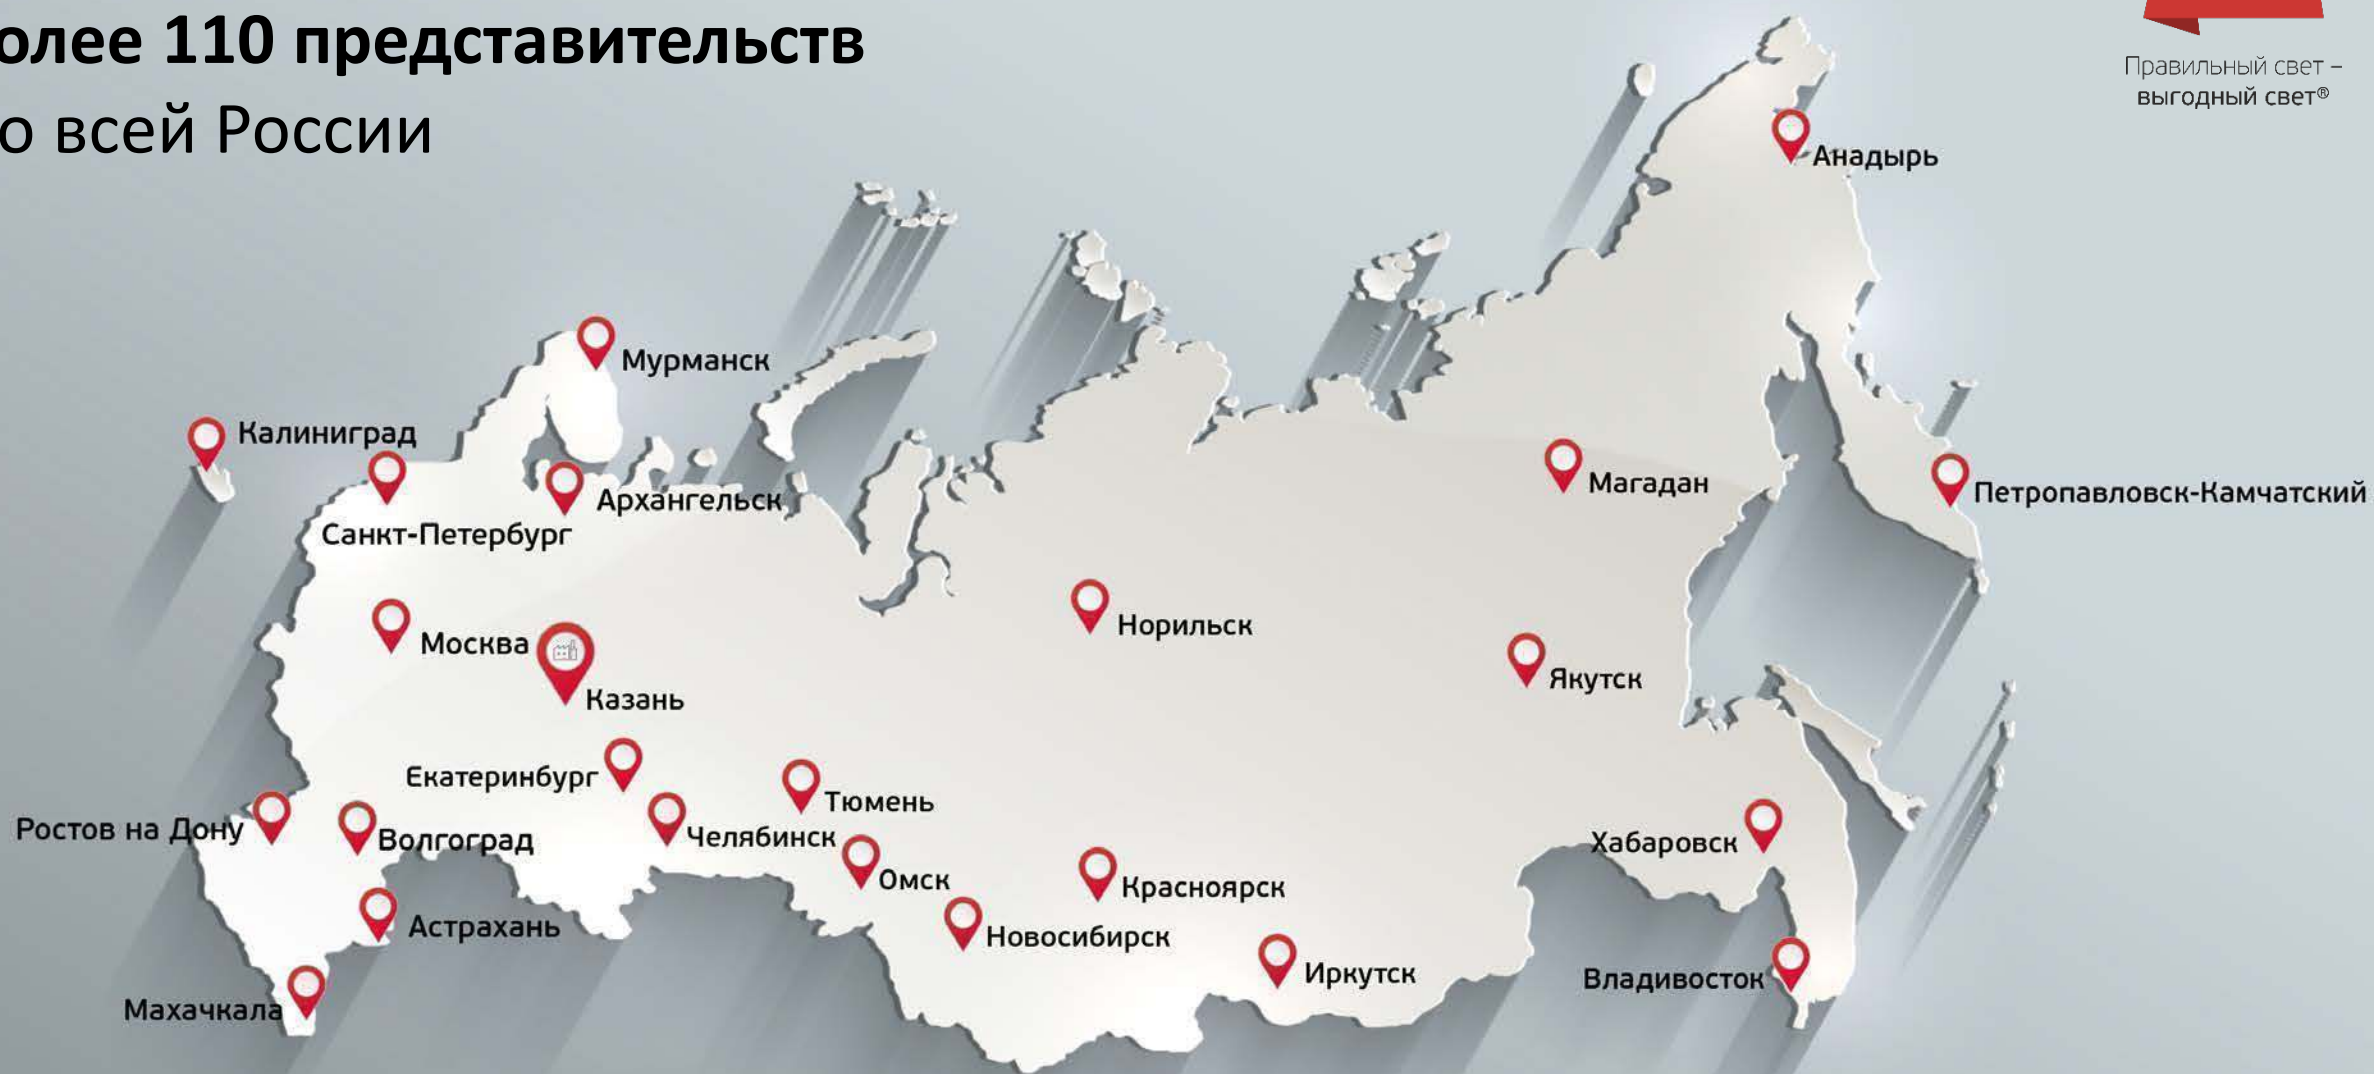 олее 110 представительств
о всей России
Правильный свет –
выгодный свет®
Анадырь
Мурманск
Калиниград
Архангельск
Санкт-Петербург
Магадан
Петропавловск-Камчатский
Норильск
Москва
Казань
Якутск
Екатеринбург
Тюмень
Ростов на Дону
Волгоград
Челябинск
Хабаровск
Омск
Красноярск
Астрахань
Новосибирск
Иркутск
Владивосток
Махачкала